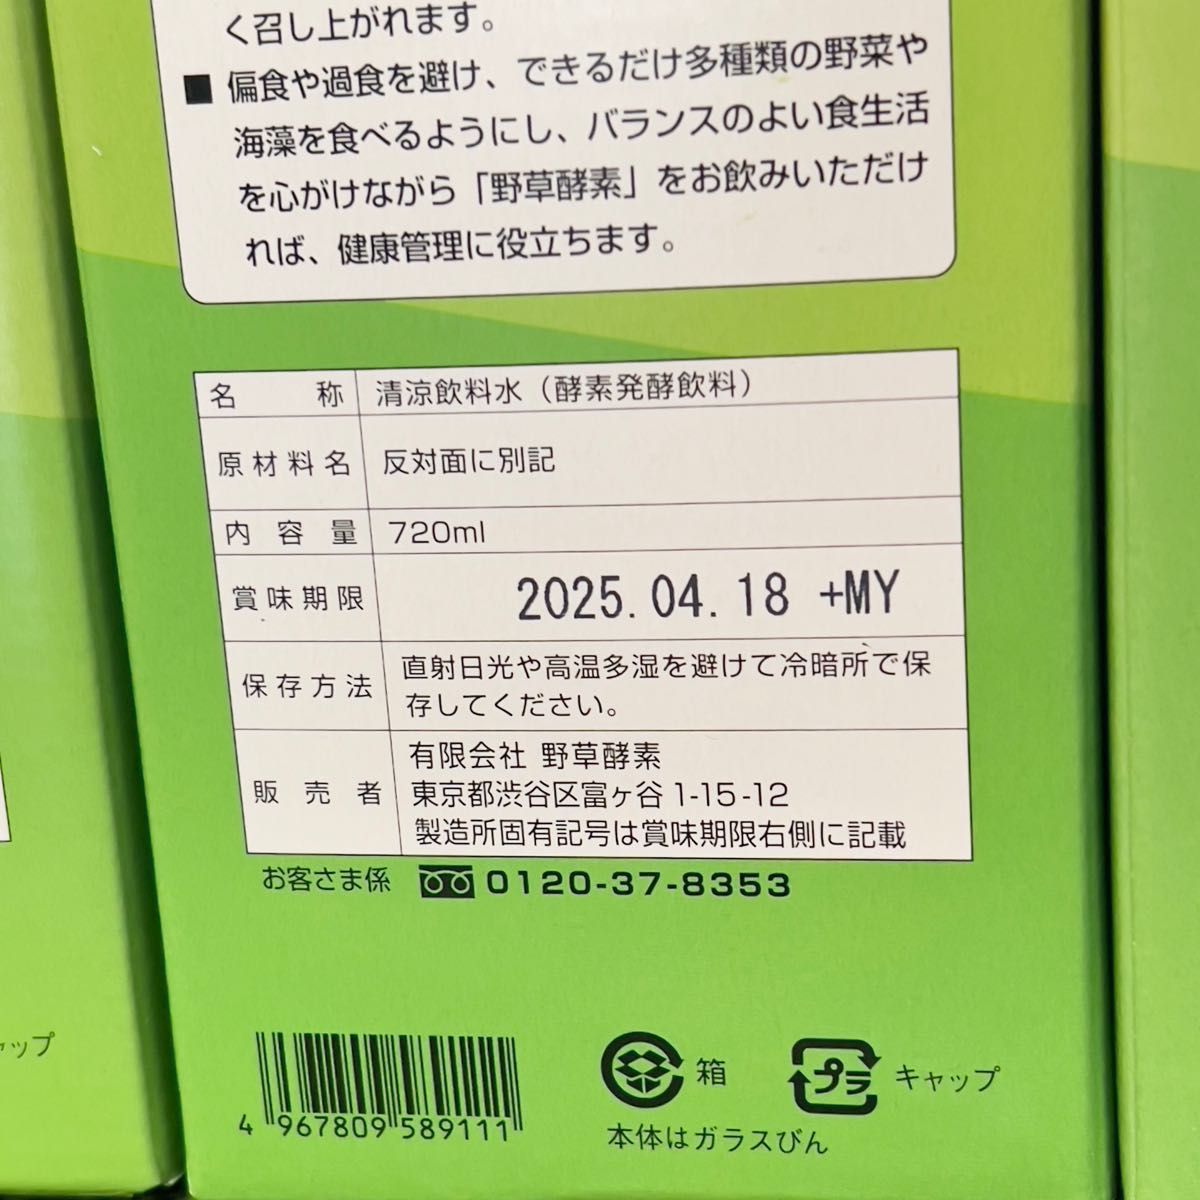 く召し上がれます。
■ 偏食や過食を避け、できるだけ多種類の野菜や
海藻を食べるようにし、バランスのよい食生活
を心がけながら「野草酵素」をお飲みいただけ
れば、健康管理に役立ちます。
名称 清涼飲料水（酵素発酵飲料）
原材料名 反対面に別記
内容量 720ml
賞味期限 2025.04.18 +MY
保存方法 直射日光や高温多湿を避けて冷暗所で保
存してください。
販売者 有限会社 野草酵素
東京都渋谷区富ヶ谷1-15-12
製造所固有記号は賞味期限右側に記載
お客さま係 0120-37-8353
4 967809 589111
箱
プラ キャップ
本体はガラスびん
ャップ